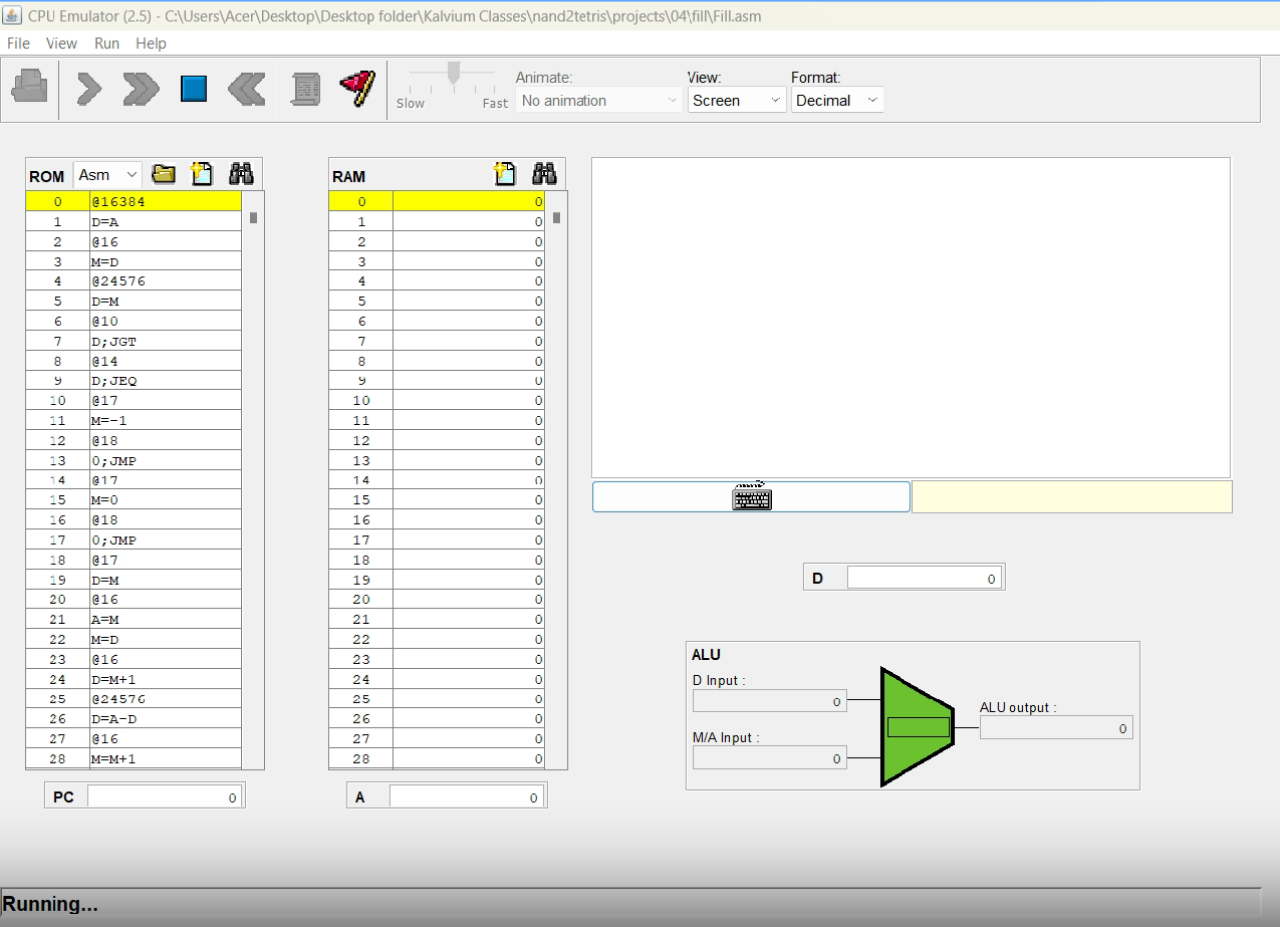 CPU Emulator (2.5) - C:\Users\Acer\Desktop\Desktop folder\Kalvium Classes\nand2tetris\projects\04\fill\Fill.asm
File View Run Help
Slow Fast
Animate:
No animation
View:
Screen
Format:
Decimal
ROM Asm
0 @16384
1 D=A
2 @16
3 M=D
4 @24576
5 D=M
6 @10
7 D;JGT
8 @14
9 D;JEQ
10 @17
11 M=-1
12 @18
13 0;JMP
14 @17
15 M=0
16 @18
17 0;JMP
18 @17
19 D=M
20 @16
21 A=M
22 M=D
23 @16
24 D=M+1
25 @24576
26 D=A-D
27 @16
28 M=M+1
PC 0
RAM
0 0
1 0
2 0
3 0
4 0
5 0
6 0
7 0
8 0
9 0
10 0
11 0
12 0
13 0
14 0
15 0
16 0
17 0
18 0
19 0
20 0
21 0
22 0
23 0
24 0
25 0
26 0
27 0
28 0
A 0
D 0
ALU
D Input :
0
M/A Input :
0
ALU output :
0
Running...